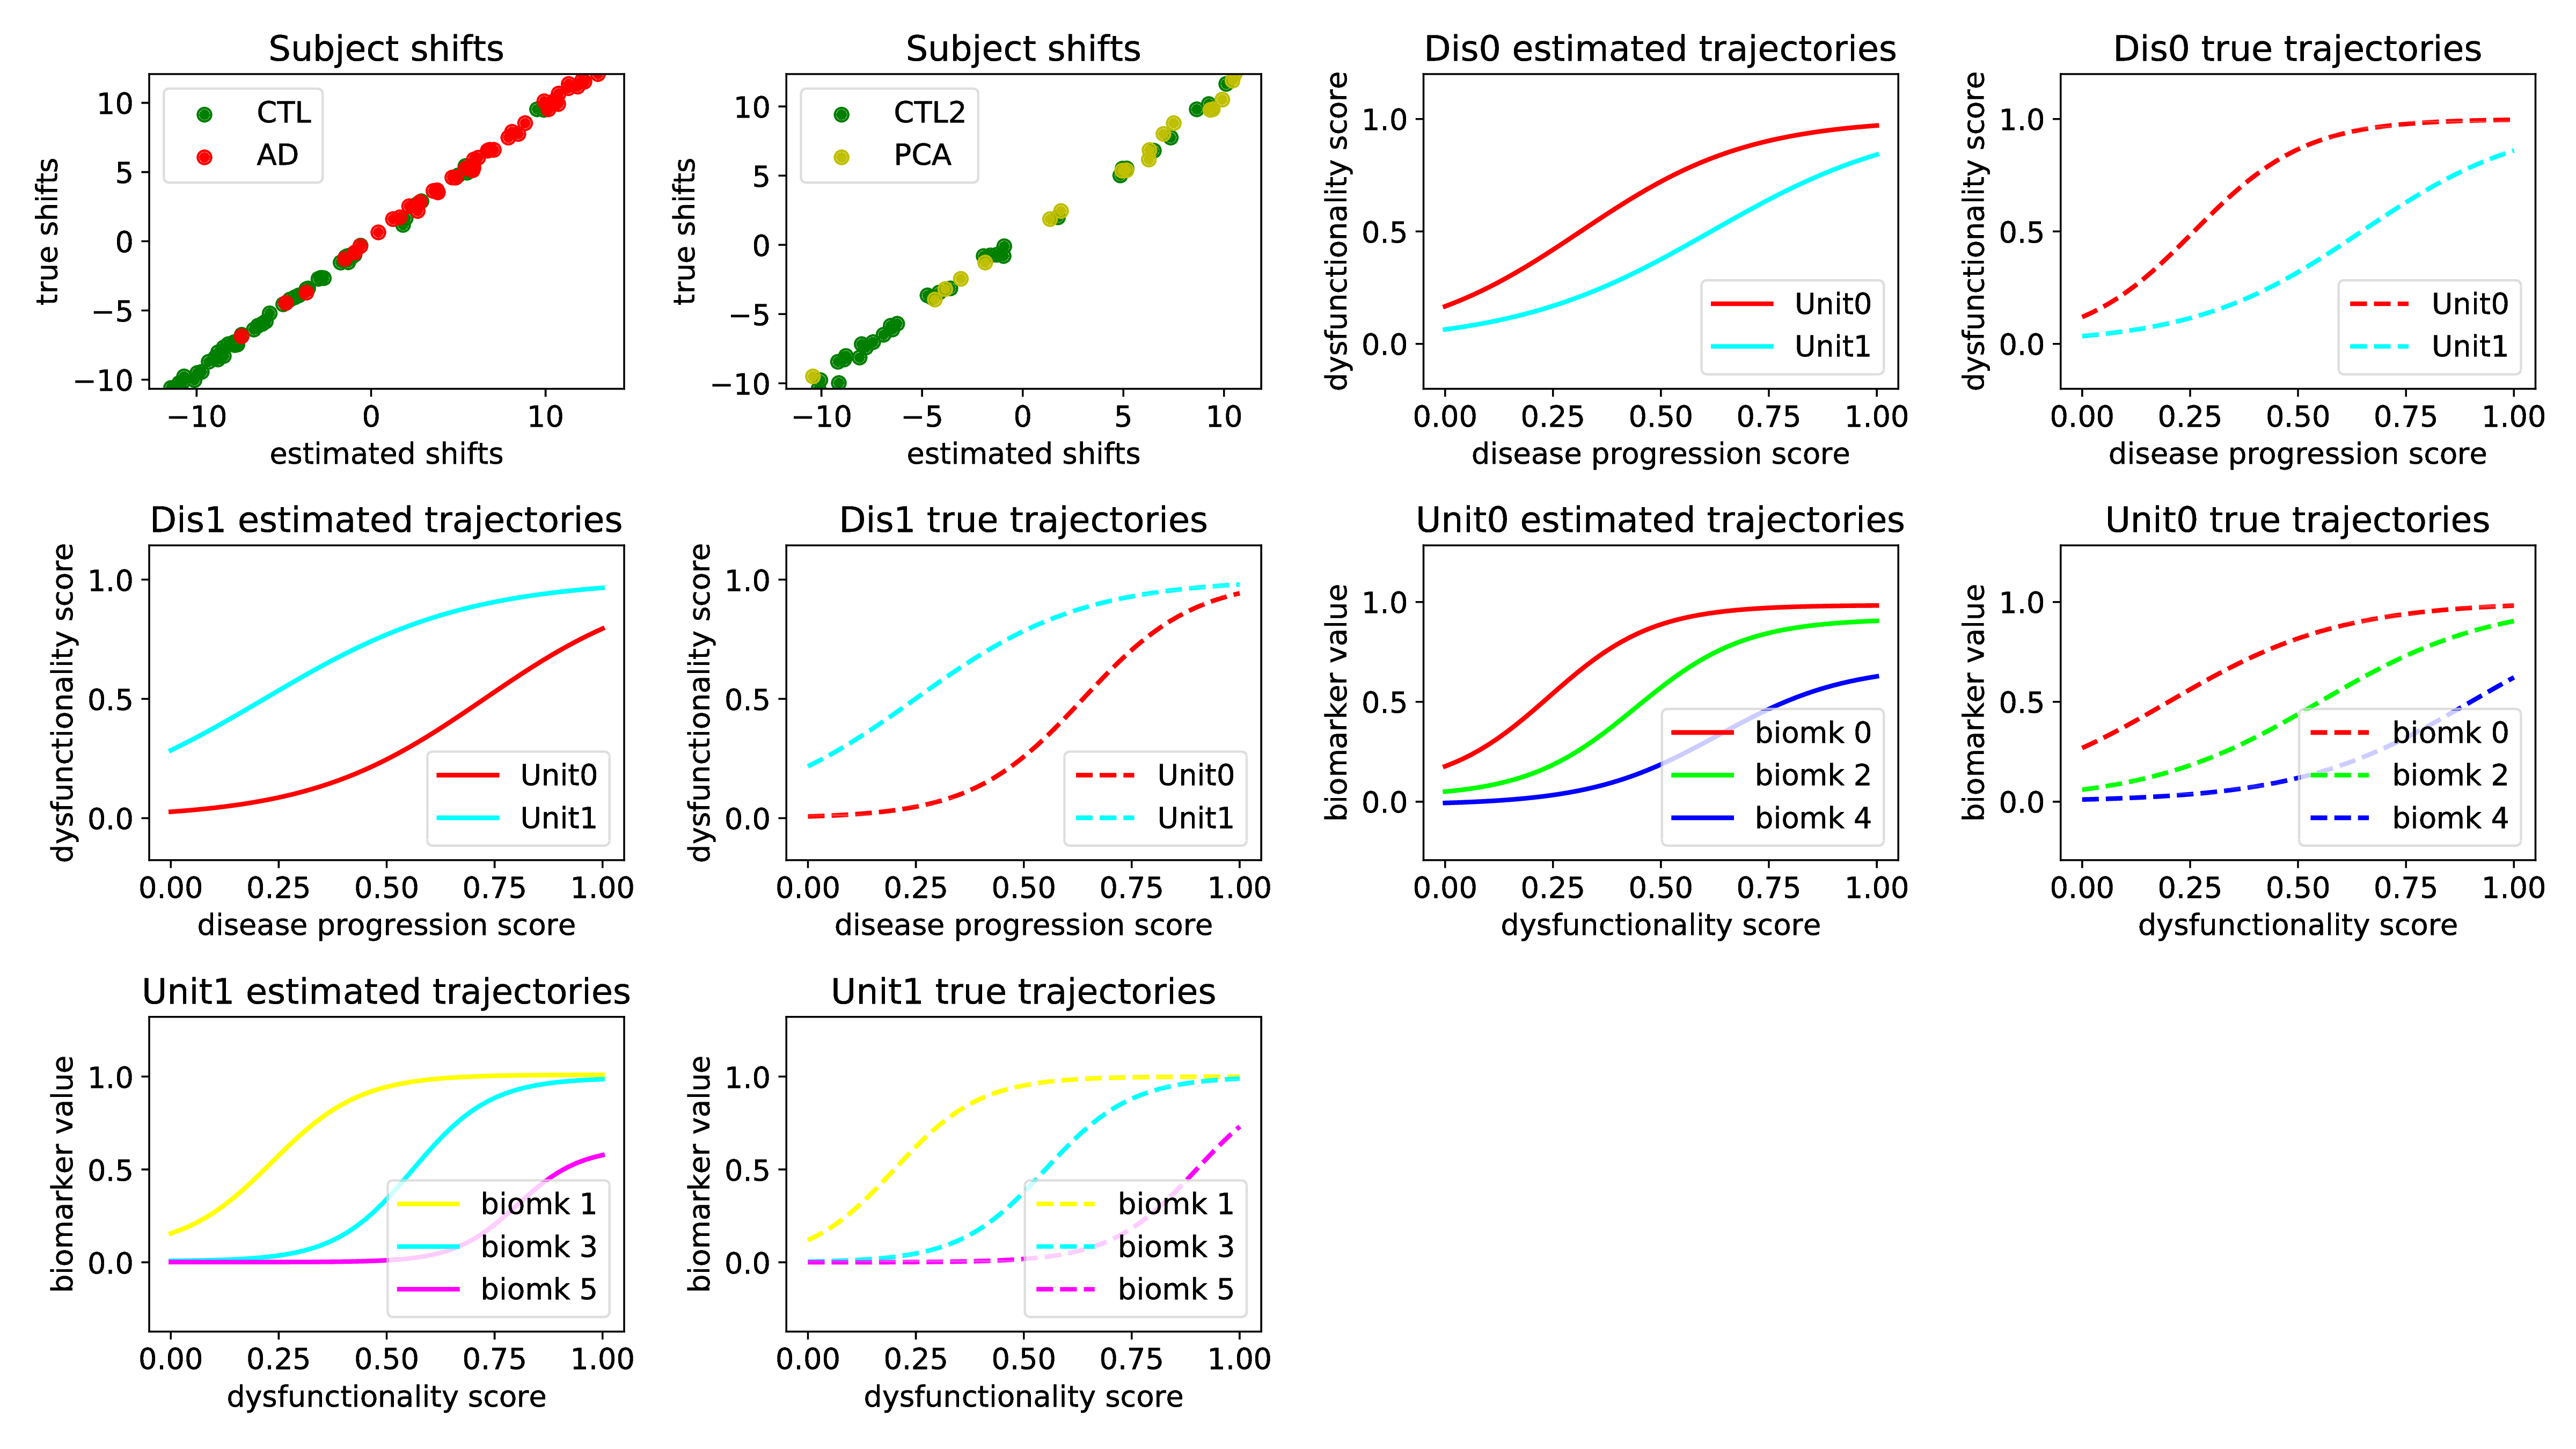 Subject shifts
10
5
0
−5
−10
true shifts
CTL
AD
−10
0
10
estimated shifts
Subject shifts
10
5
0
−5
−10
true shifts
CTL2
PCA
−10
−5
0
5
10
estimated shifts
Dis0 estimated trajectories
1.0
0.5
0.0
dysfunctionality score
Unit0
Unit1
0.00 0.25 0.50 0.75 1.00
disease progression score
Dis0 true trajectories
1.0
0.5
0.0
dysfunctionality score
Unit0
Unit1
0.00 0.25 0.50 0.75 1.00
disease progression score
Dis1 estimated trajectories
1.0
0.5
0.0
dysfunctionality score
Unit0
Unit1
0.00 0.25 0.50 0.75 1.00
disease progression score
Dis1 true trajectories
1.0
0.5
0.0
dysfunctionality score
Unit0
Unit1
0.00 0.25 0.50 0.75 1.00
disease progression score
Unit0 estimated trajectories
1.0
0.5
0.0
biomarker value
biomk 0
biomk 2
biomk 4
0.00 0.25 0.50 0.75 1.00
dysfunctionality score
Unit0 true trajectories
1.0
0.5
0.0
biomarker value
biomk 0
biomk 2
biomk 4
0.00 0.25 0.50 0.75 1.00
dysfunctionality score
Unit1 estimated trajectories
1.0
0.5
0.0
biomarker value
biomk 1
biomk 3
biomk 5
0.00 0.25 0.50 0.75 1.00
dysfunctionality score
Unit1 true trajectories
1.0
0.5
0.0
biomarker value
biomk 1
biomk 3
biomk 5
0.00 0.25 0.50 0.75 1.00
dysfunctionality score